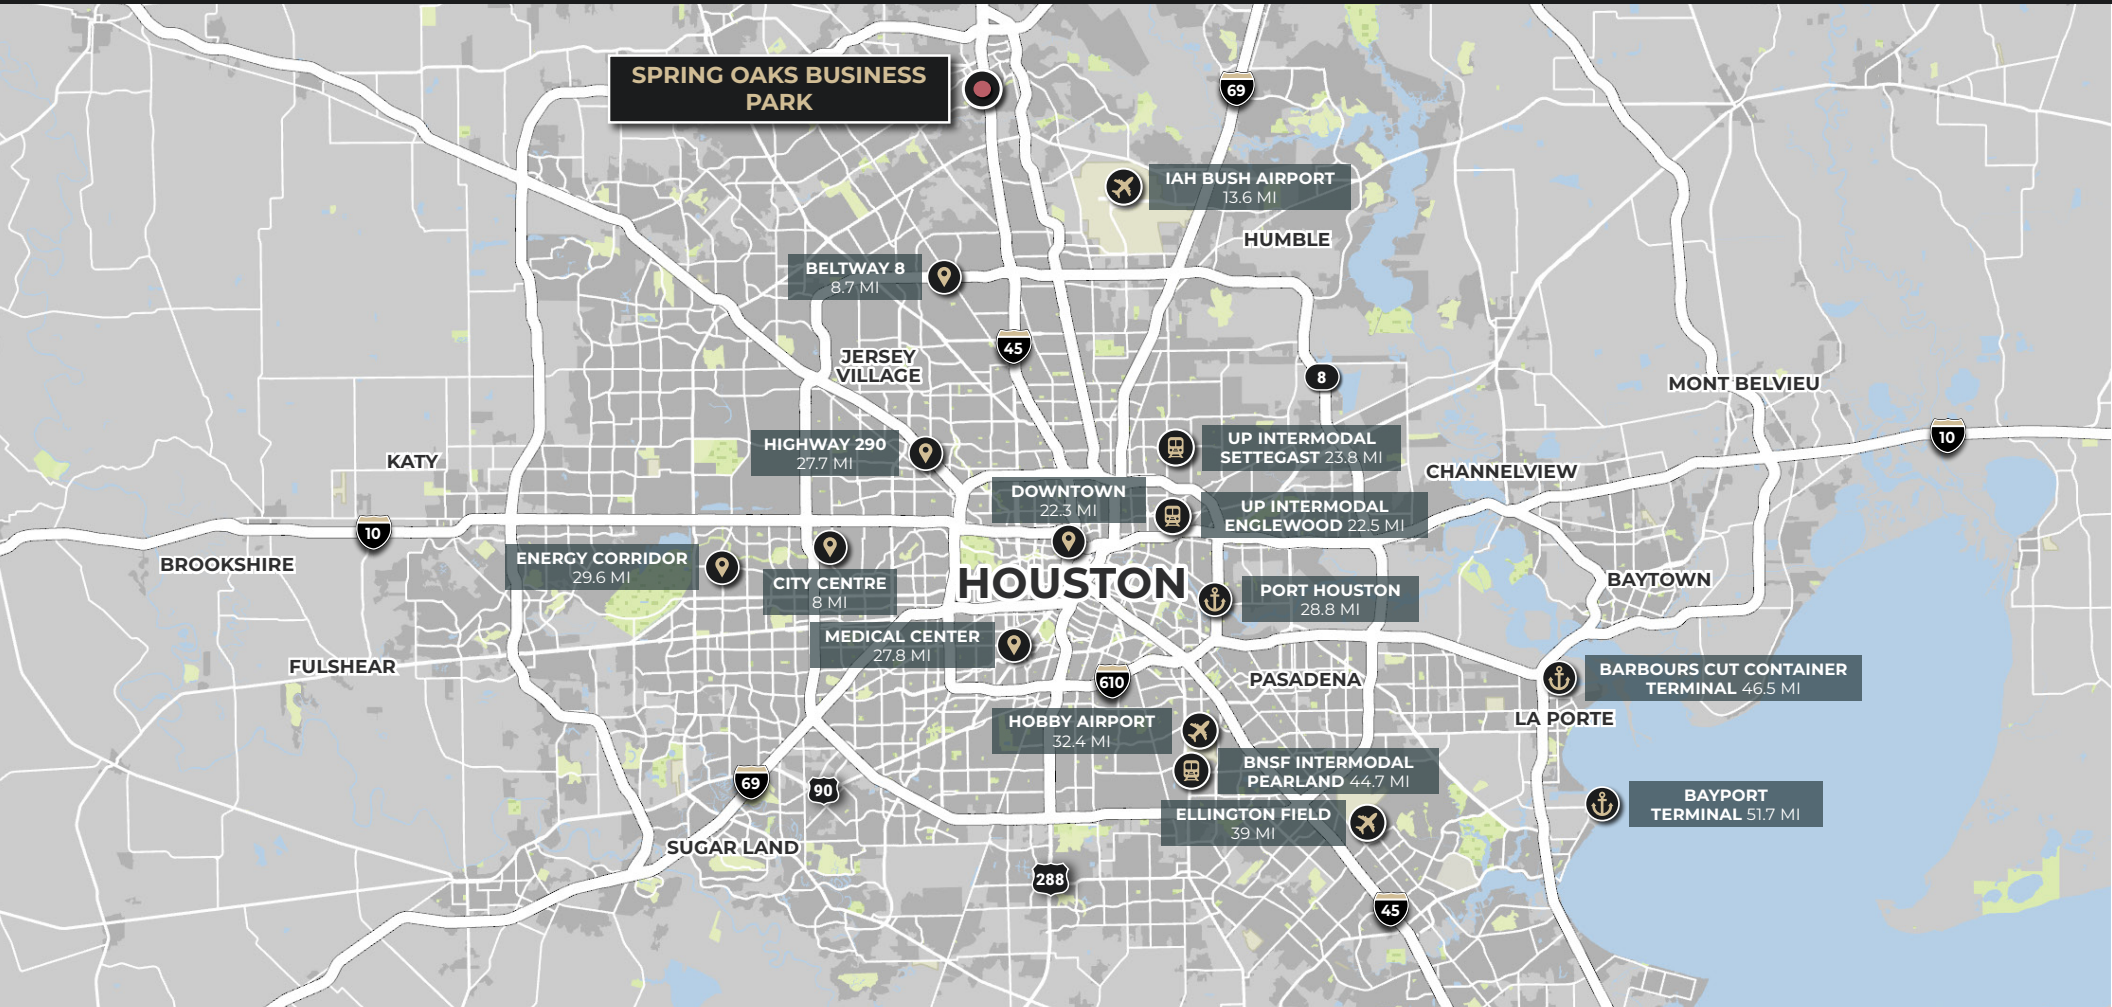 SPRING OAKS BUSINESS
PARK
69
IAH BUSH AIRPORT
13.6 MI
HUMBLE
BELTWAY 8
8.7 MI
45
JERSEY
VILLAGE
8
MONT BELVIEU
HIGHWAY 290
27.7 MI
UP INTERMODAL
SETTEGAST 23.8 MI
10
KATY
CHANNELVIEW
DOWNTOWN
22.3 MI
UP INTERMODAL
ENGLEWOOD 22.5 MI
10
BROOKSHIRE
ENERGY CORRIDOR
29.6 MI
CITY CENTRE
8 MI
HOUSTON
PORT HOUSTON
28.8 MI
BAYTOWN
MEDICAL CENTER
27.8 MI
FULSHEAR
610
PASADENA
BARBOURS CUT CONTAINER
TERMINAL 46.5 MI
LA PORTE
HOBBY AIRPORT
32.4 MI
BNSF INTERMODAL
PEARLAND 44.7 MI
69
90
BAYPORT
TERMINAL 51.7 MI
ELLINGTON FIELD
39 MI
SUGAR LAND
288
45